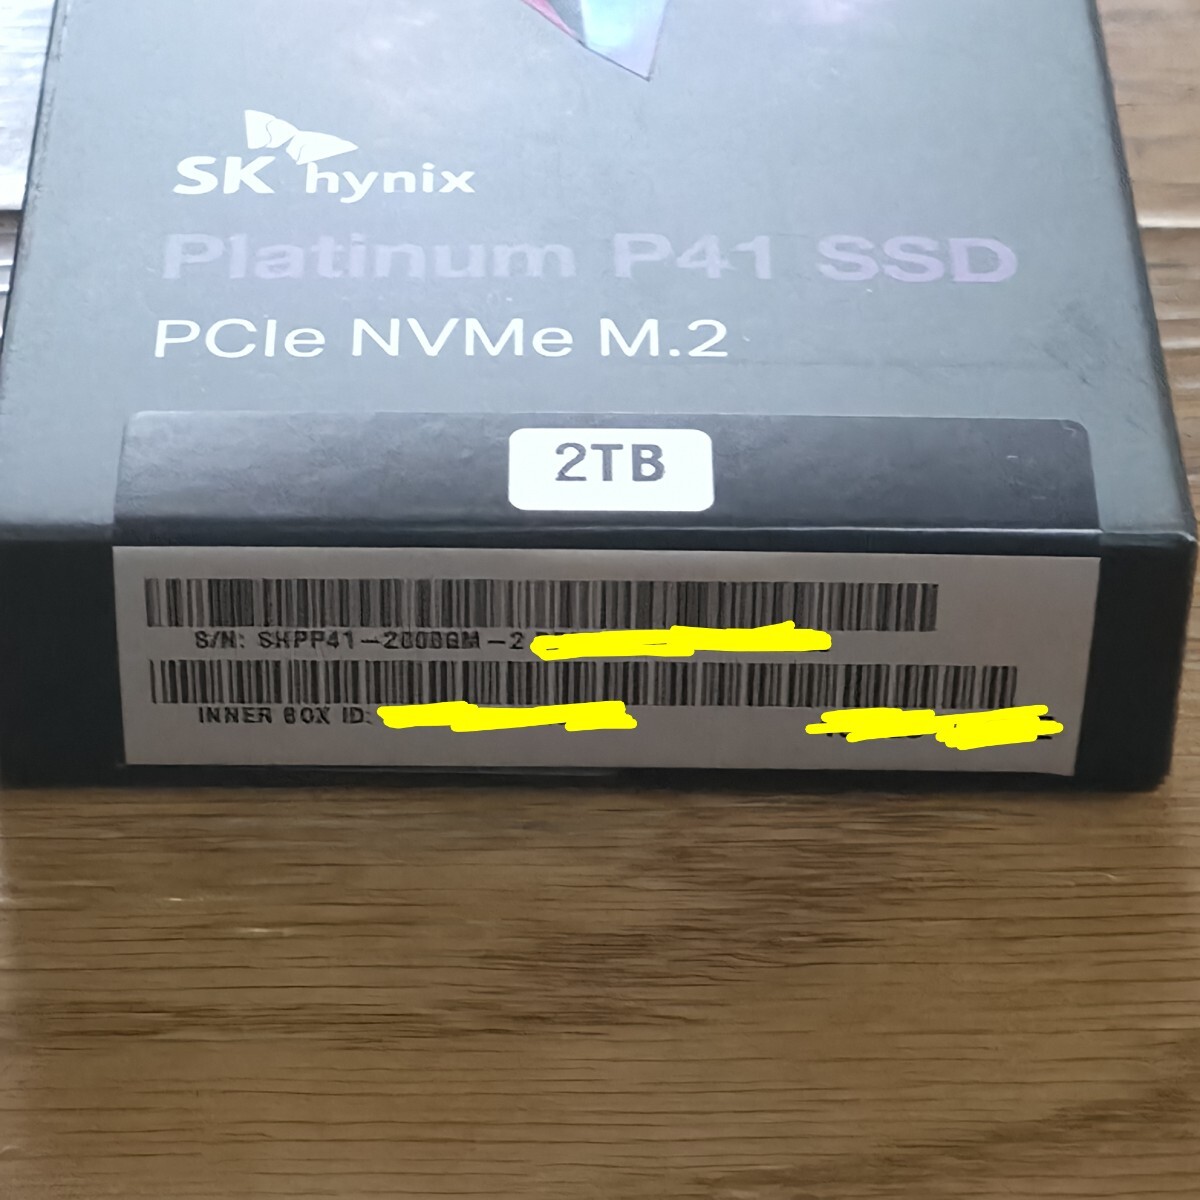 SK hynix
Platinum P41 SSD
PCIe NVMe M.2
2TB
S/N: SHPP41-2000GM-2
INNER BOX ID: